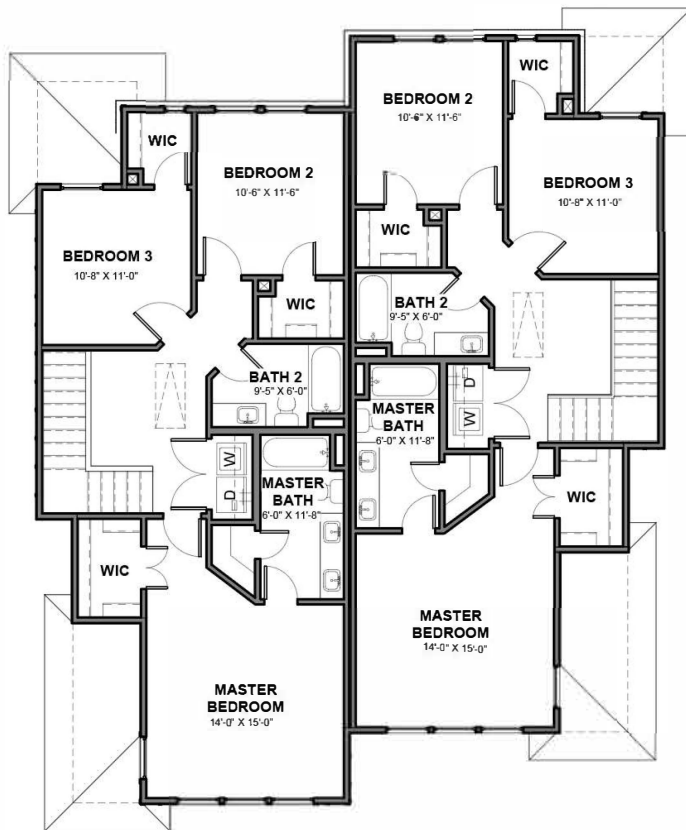 WIC
BEDROOM 2
10'-6" X 11'-6"
BEDROOM 3
10'-8" X 11'-0"
WIC
BATH 2
9'-5" X 6'-0"
W
D
MASTER
BATH
6'-0" X 11'-8"
WIC
MASTER
BEDROOM
14'-0" X 15'-0"
BEDROOM 2
10'-6" X 11'-6"
WIC
BEDROOM 3
10'-8" X 11'-0"
WIC
BATH 2
9'-5" X 6'-0"
D
W
MASTER
BATH
6'-0" X 11'-8"
WIC
MASTER
BEDROOM
14'-0" X 15'-0"